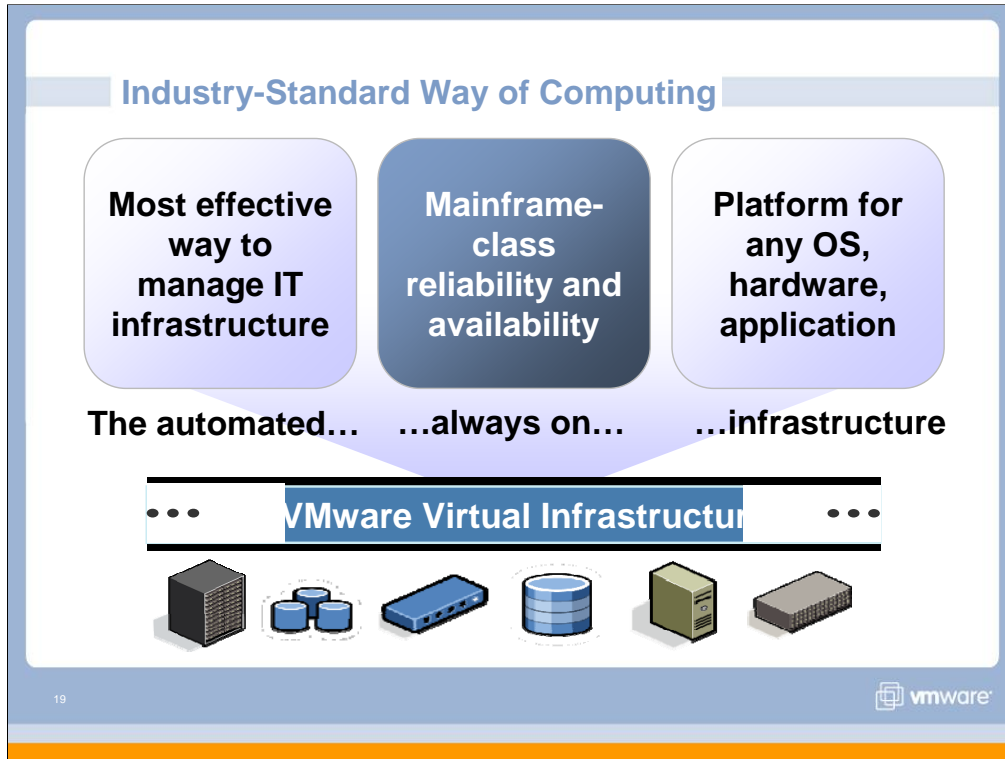 Industry-Standard Way of Computing
Most effective
way to
manage IT
infrastructure
Mainframe-
class
reliability and
availability
Platform for
any OS,
hardware,
application
The automated…
…always on…
…infrastructure
VMware Virtual Infrastructur
19
vmware